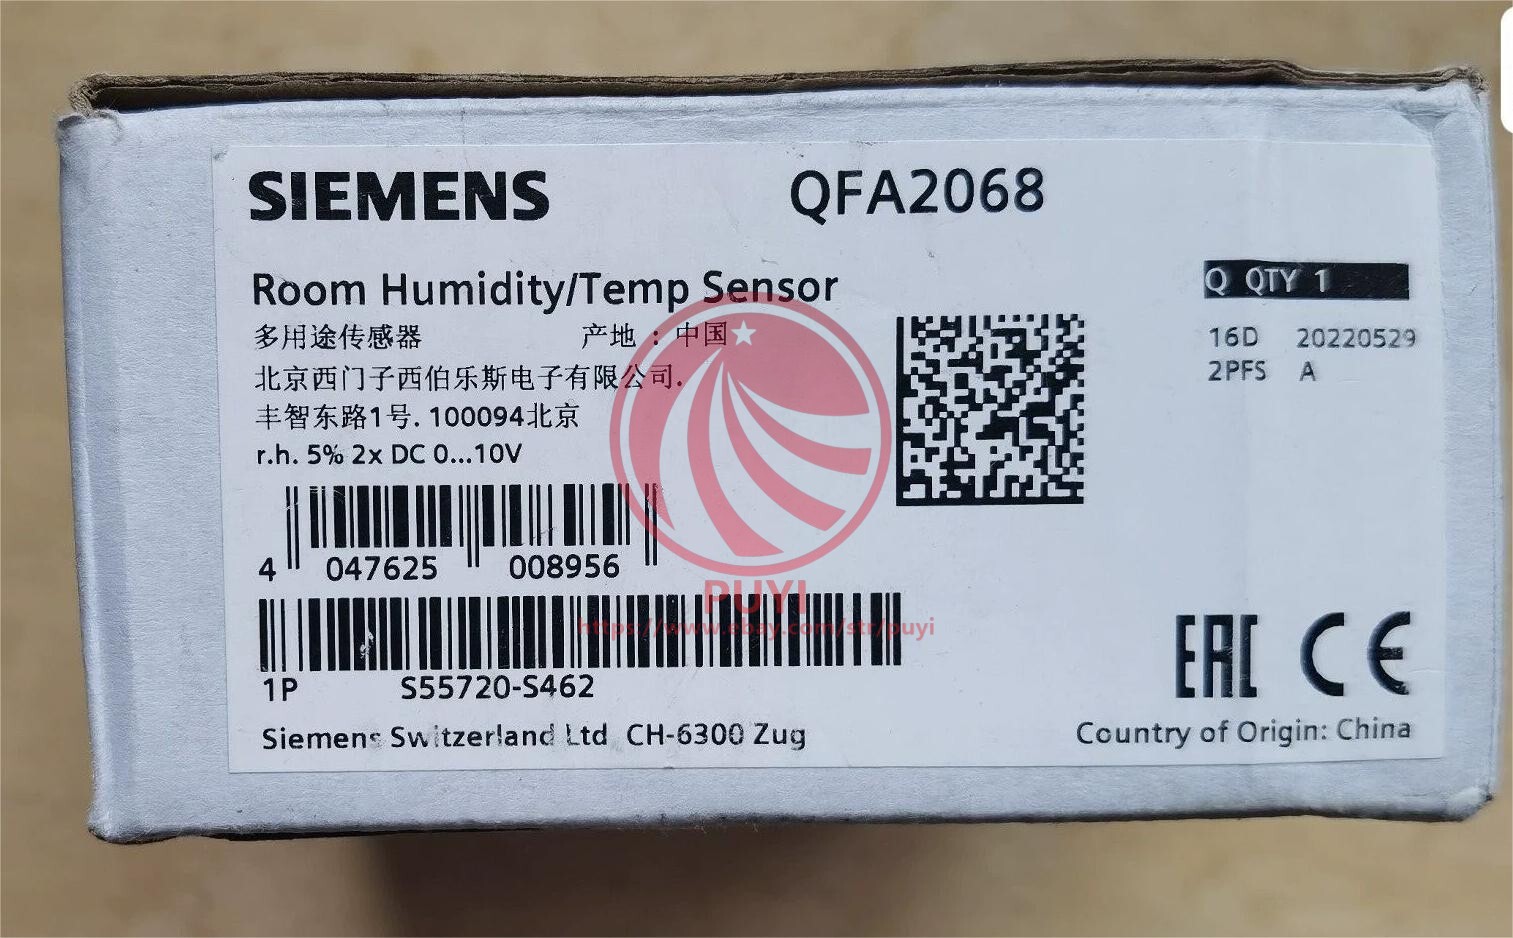 SIEMENS QFA2068
Room Humidity/Temp Sensor
Q QTY 1
多用途传感器 产地 : 中国
16D 20220529
北京西门子西伯乐斯电子有限公司.
2PFS A
丰智东路1号. 100094北京
r.h. 5% 2x DC 0...10V
4 047625 008956
PUYI
https://www.ebay.com/str/puyi
1P S55720-S462
EAC CE
Siemens Switzerland Ltd CH-6300 Zug
Country of Origin: China